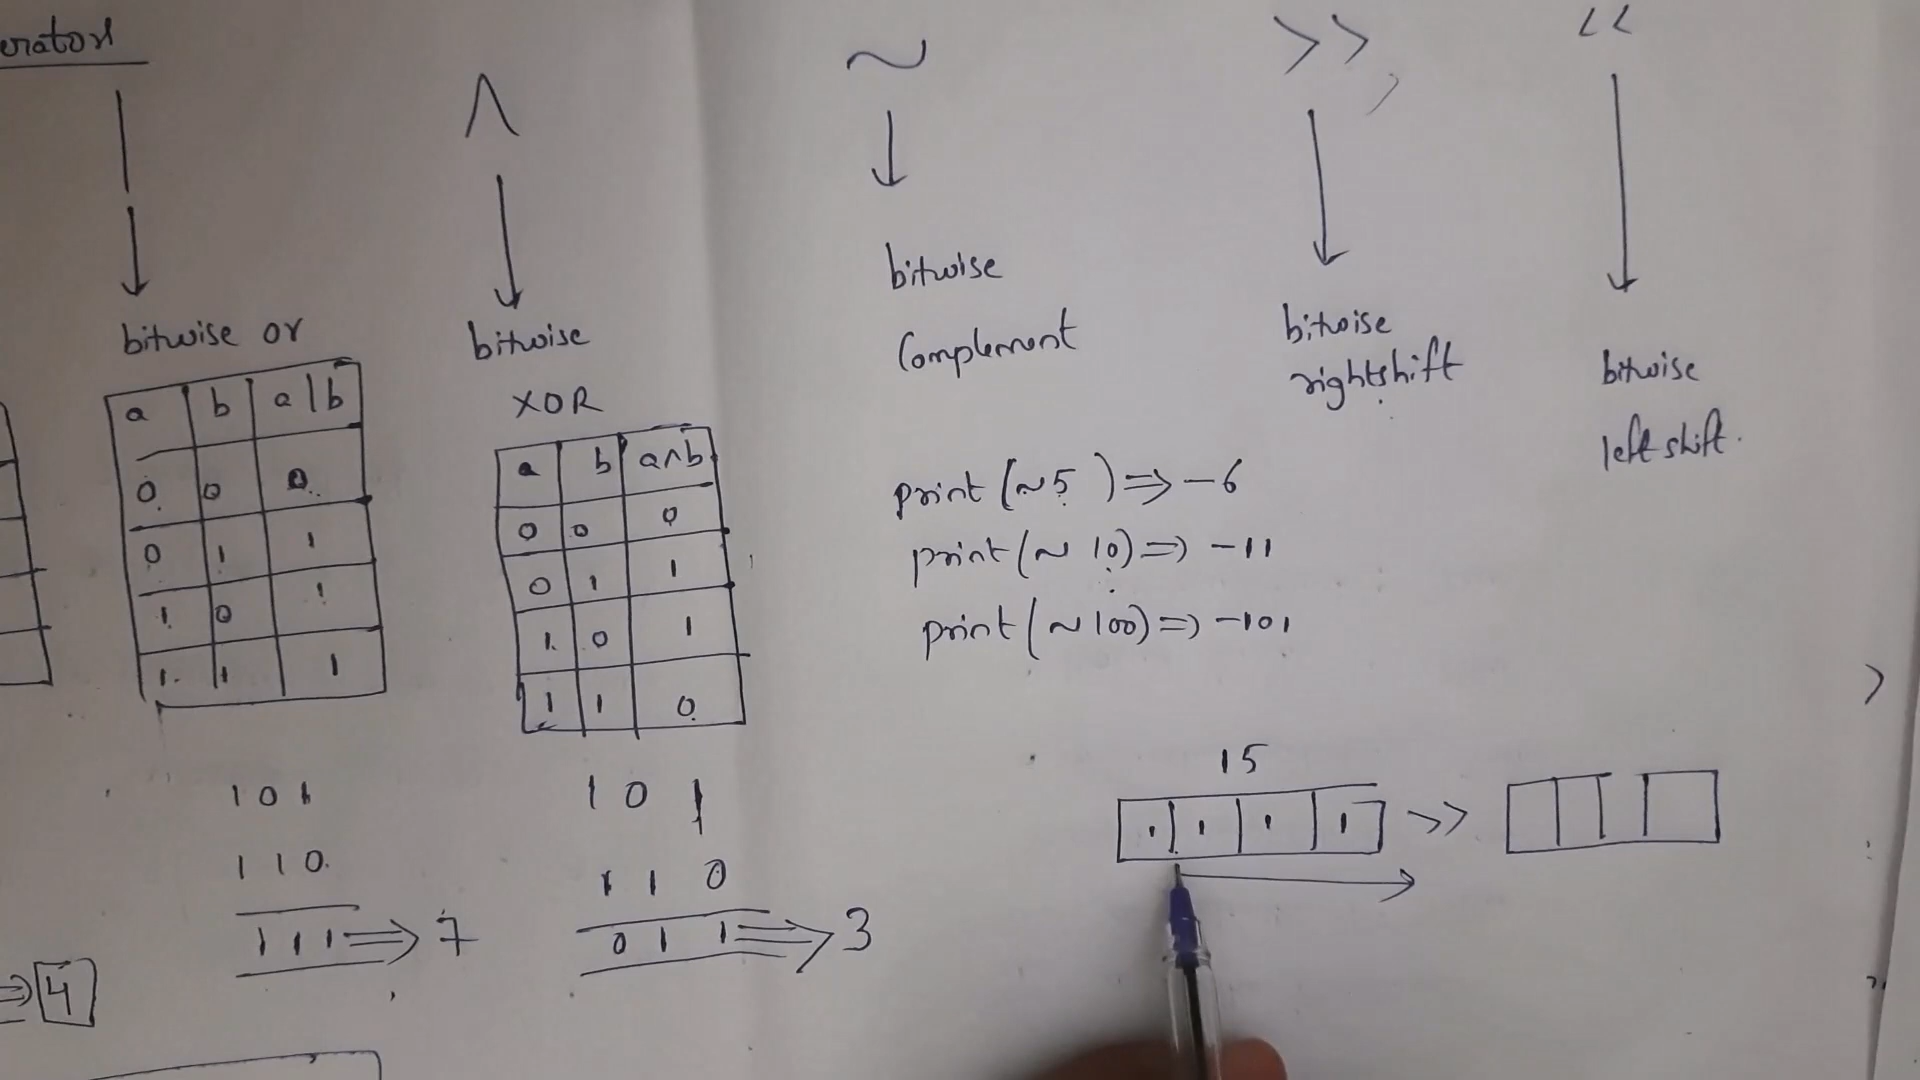 erator
^
~
>>,
<<
bitwise or
bitwise
XOR
bitwise
Complement
bitwise
rightshift
bitwise
left shift.
a b a|b
0 0 0
0 1 1
1 0 1
1 1 1
a b a^b
0 0 0
0 1 1
1 0 1
1 1 0
print (~5 ) => -6
print (~ 10) => -11
print (~100) => -101
101
110
111 => 7
101
110
011 => 3
=> 4
15
1 1 1 1 >>